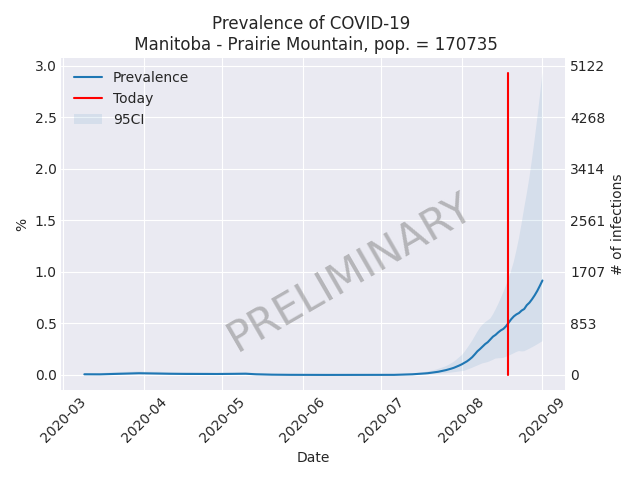 Prevalence of COVID-19
Manitoba - Prairie Mountain, pop. = 170735
Prevalence
Today
95CI
3.0
2.5
2.0
1.5
1.0
0.5
0.0
%
5122
4268
3414
2561
1707
853
0
# of infections
PRELIMINARY
2020-03
2020-04
2020-05
2020-06
2020-07
2020-08
2020-09
Date